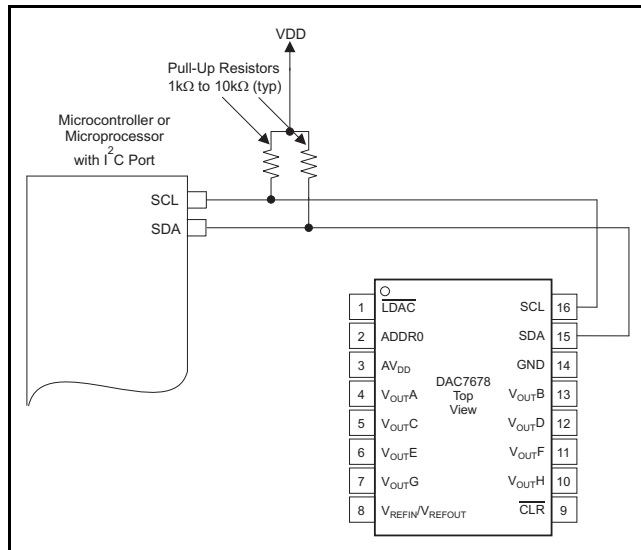 VDD
Pull-Up Resistors
1kΩ to 10kΩ (typ)
Microcontroller or
Microprocessor
with I²C Port
SCL
SDA
1 LDAC SCL 16
2 ADDR0 SDA 15
3 AVDD GND 14
4 VOUTA VOUTB 13
5 VOUTC VOUTD 12
6 VOUTE VOUTF 11
7 VOUTG VOUTH 10
8 VREFIN/VREFOUT CLR 9
DAC7678
Top
View